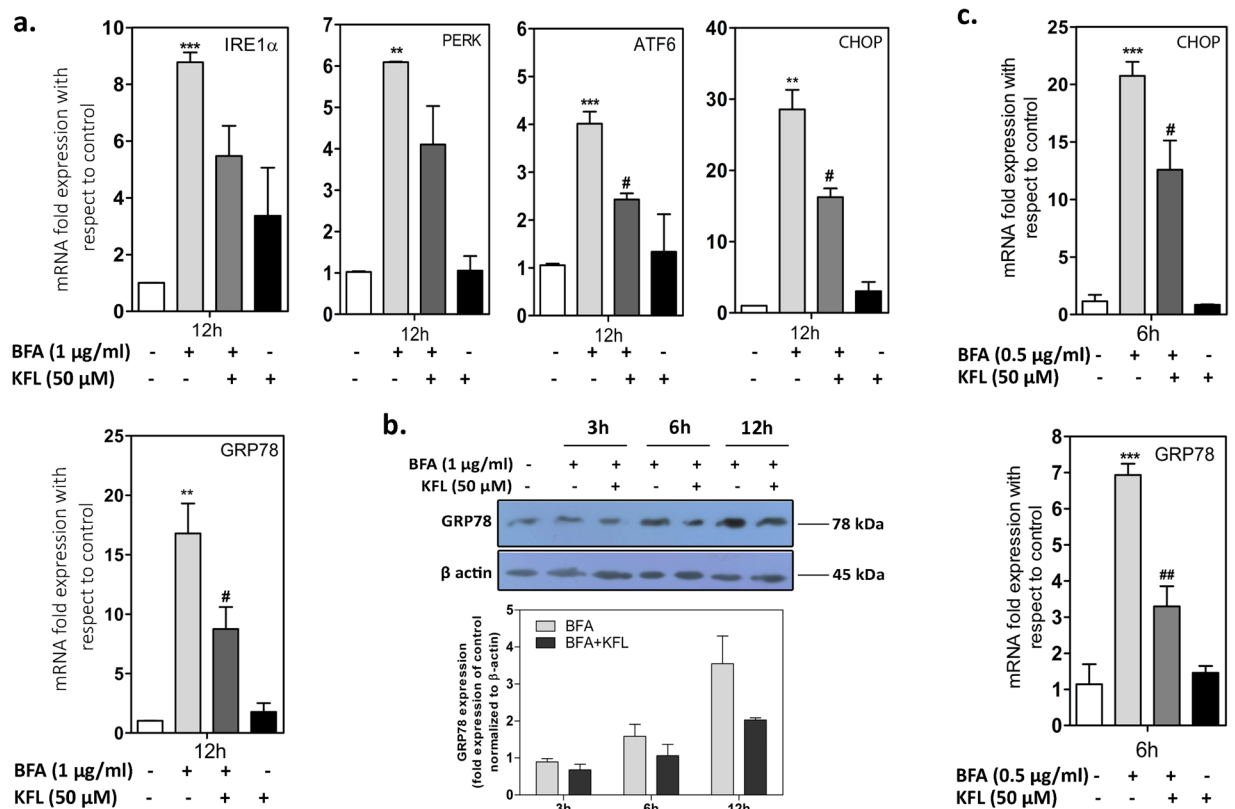 a.
mRNA fold expression with
respect to control
10
8
6
4
2
0
IRE1α
***
12h
7
6
5
4
3
2
1
0
PERK
**
12h
6
5
4
3
2
1
0
ATF6
***
#
12h
40
30
20
10
0
CHOP
**
#
12h
BFA (1 µg/ml) - + + - - + + - - + + - - + + -
KFL (50 µM) - - + + - - + + - - + + - - + +
mRNA fold expression with
respect to control
25
20
15
10
5
0
GRP78
**
#
12h
BFA (1 µg/ml) - + + -
KFL (50 µM) - - + +
b.
3h 6h 12h
BFA (1 µg/ml) - + + + + + +
KFL (50 µM) - - + - + - +
GRP78 78 kDa
β actin 45 kDa
GRP78 expression
(fold expression of control
normalized to β-actin)
5
4
3
2
1
0
BFA
BFA+KFL
3h 6h 12h
c.
mRNA fold expression with
respect to control
25
20
15
10
5
0
CHOP
***
#
6h
BFA (0.5 µg/ml) - + + -
KFL (50 µM) - - + +
mRNA fold expression with
respect to control
8
7
6
5
4
3
2
1
0
GRP78
***
##
6h
BFA (0.5 µg/ml) - + + -
KFL (50 µM) - - + +